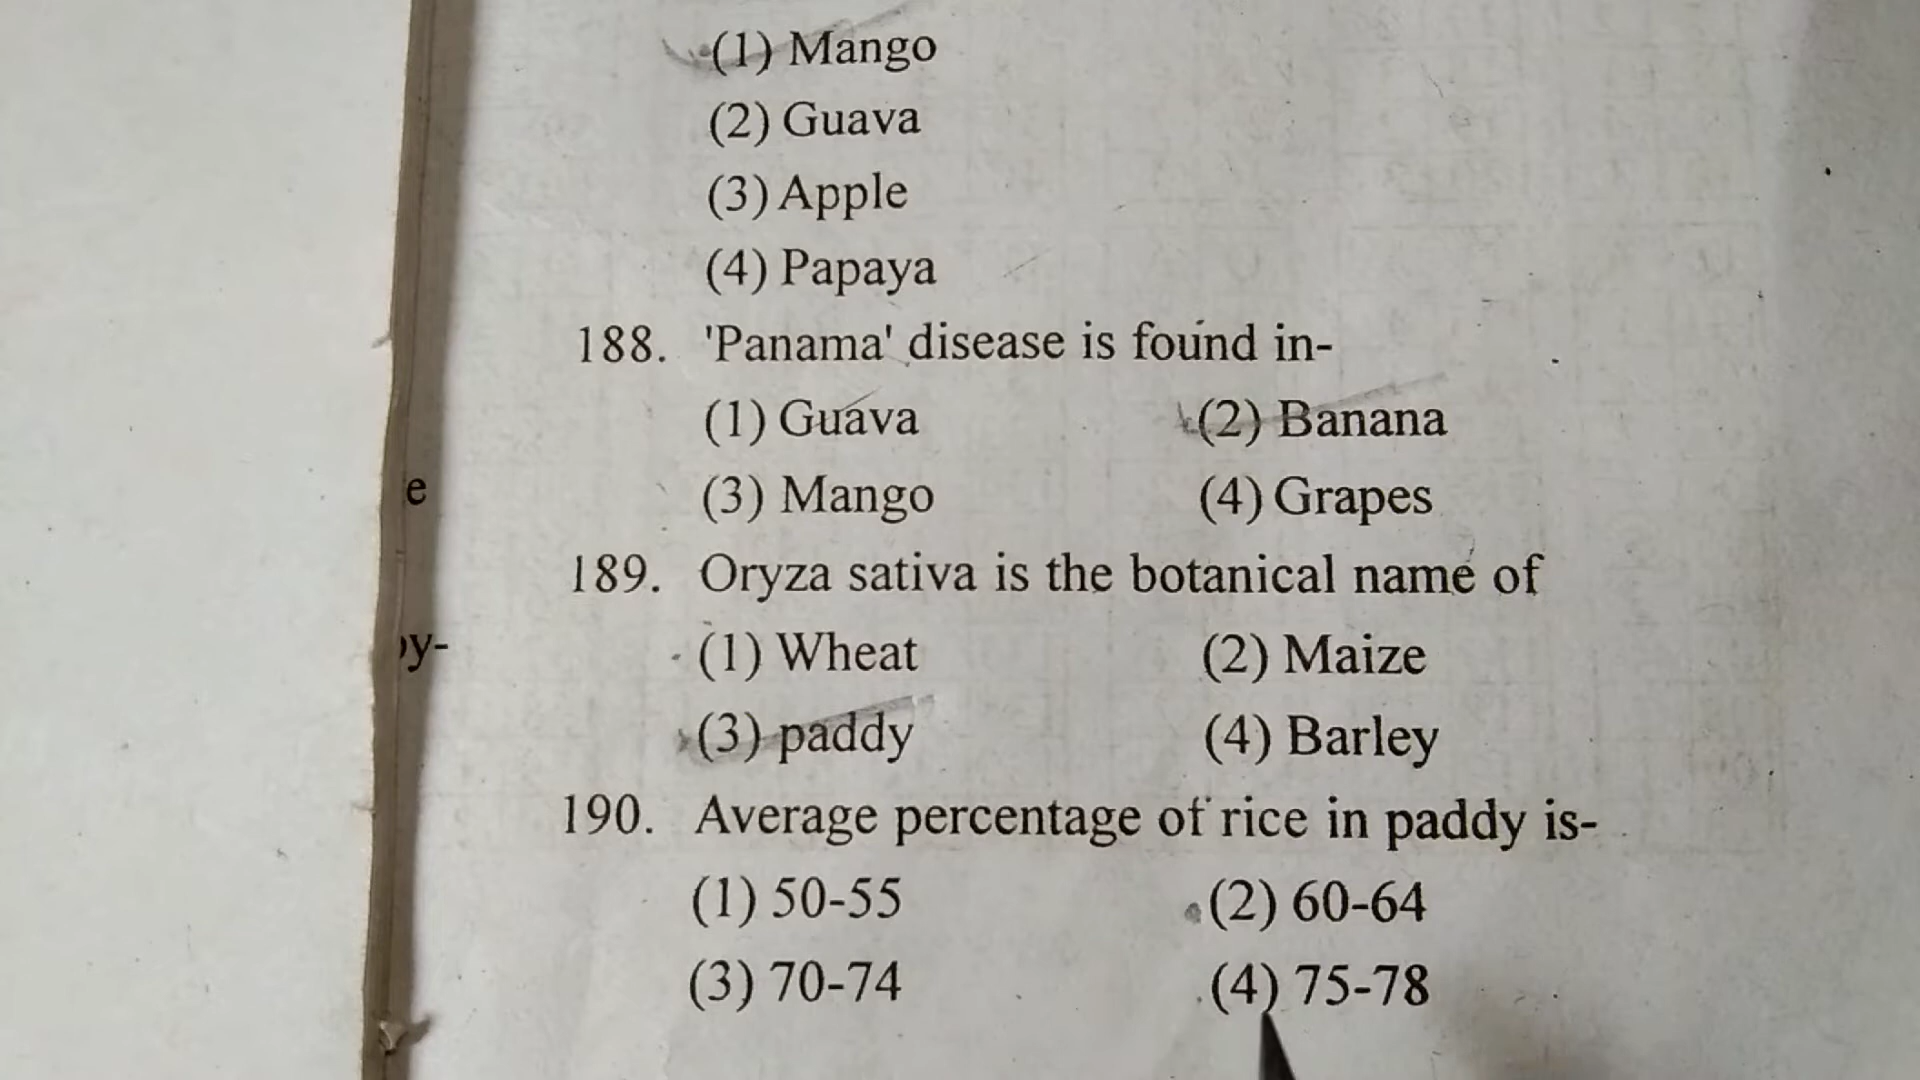 (1) Mango
(2) Guava
(3) Apple
(4) Papaya
188. 'Panama' disease is found in-
(1) Guava (2) Banana
(3) Mango (4) Grapes
e
189. Oryza sativa is the botanical name of
(1) Wheat (2) Maize
y-
(3) paddy (4) Barley
190. Average percentage of rice in paddy is-
(1) 50-55 (2) 60-64
(3) 70-74 (4) 75-78